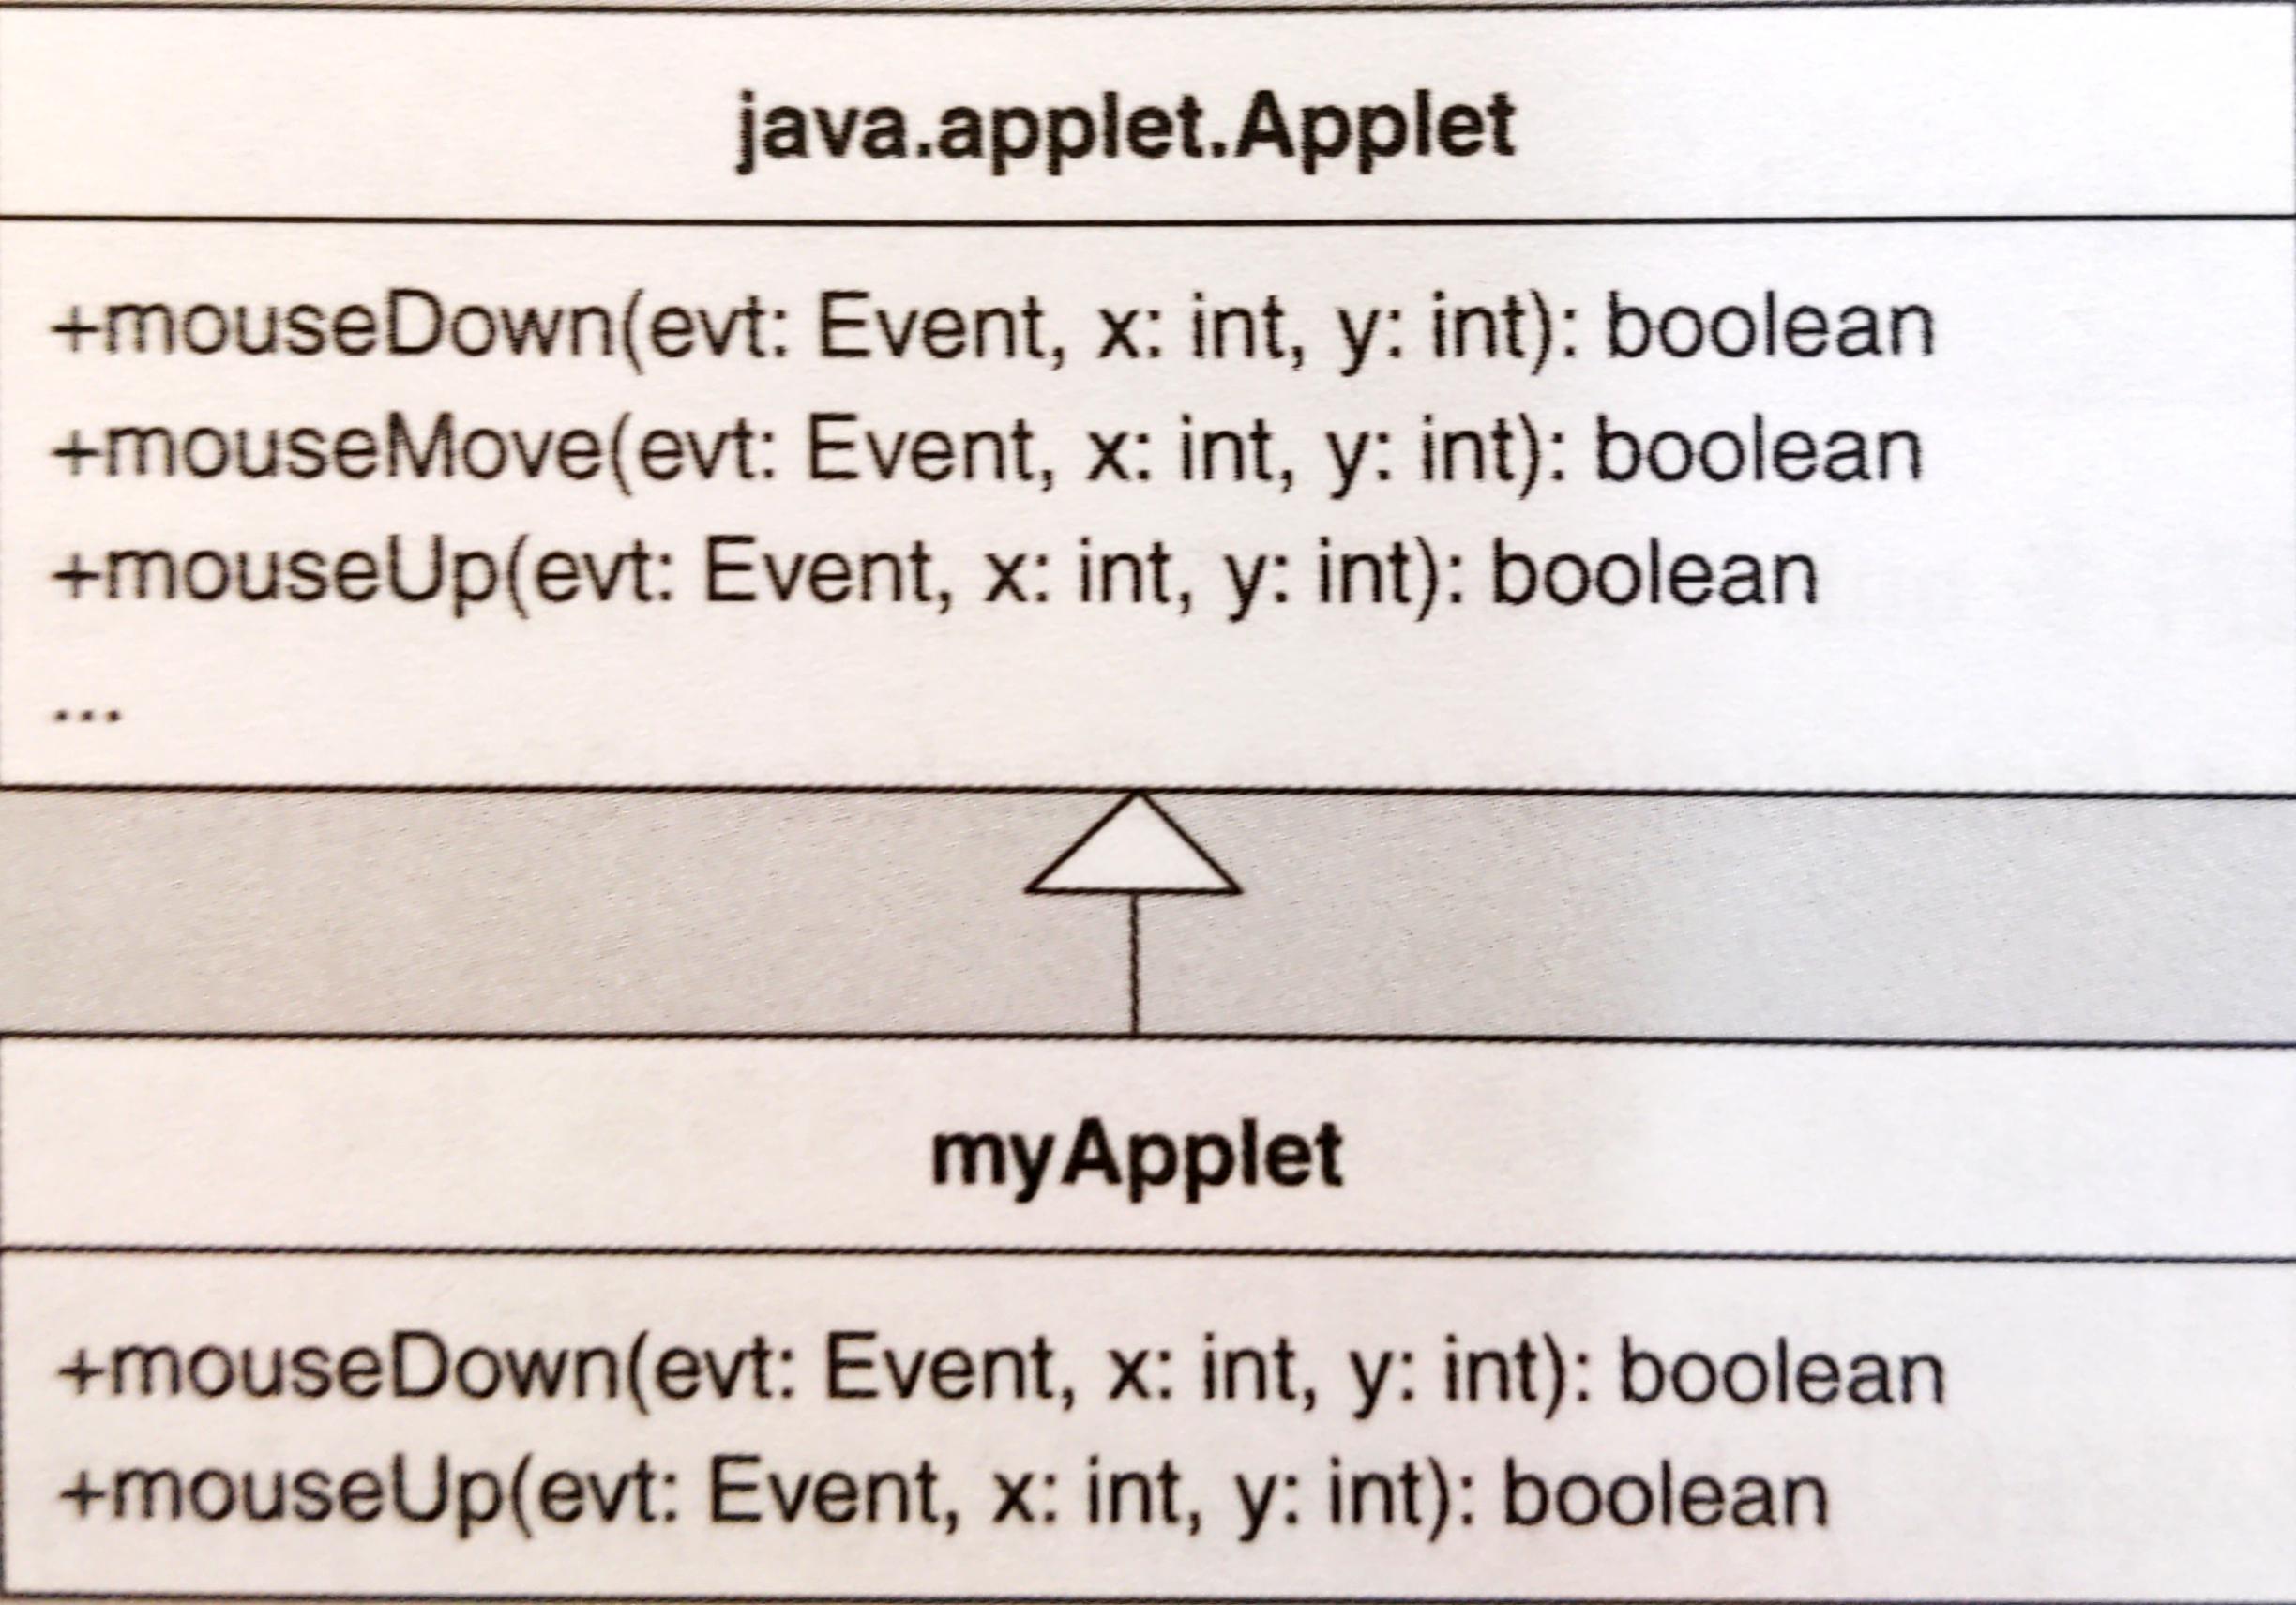 java.applet.Applet
+mouseDown(evt: Event, x: int, y: int): boolean
+mouseMove(evt: Event, x: int, y: int): boolean
+mouseUp(evt: Event, x: int, y: int): boolean
...
myApplet
+mouseDown(evt: Event, x: int, y: int): boolean
+mouseUp(evt: Event, x: int, y: int): boolean